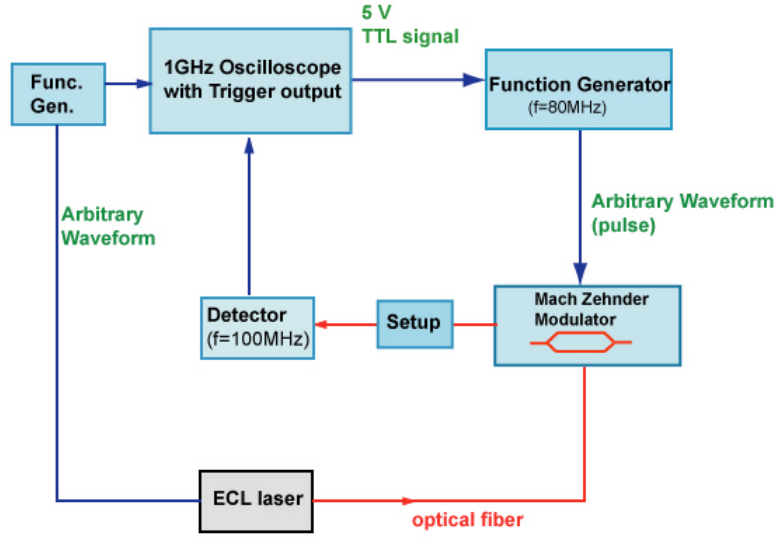 5 V
TTL signal
Func.
Gen.
1GHz Oscilloscope
with Trigger output
Function Generator
(f=80MHz)
Arbitrary
Waveform
Arbitrary Waveform
(pulse)
Detector
(f=100MHz)
Setup
Mach Zehnder
Modulator
ECL laser
optical fiber